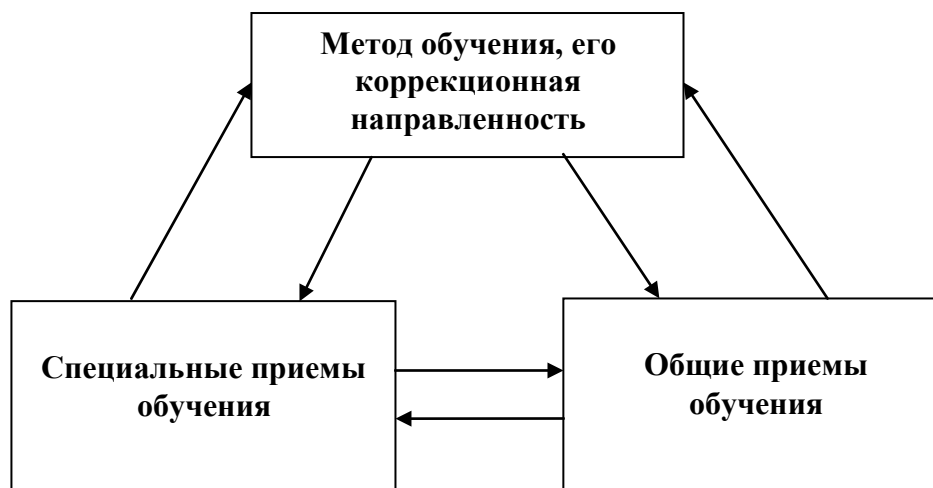 Метод обучения, его
коррекционная
направленность
Специальные приемы
обучения
Общие приемы
обучения